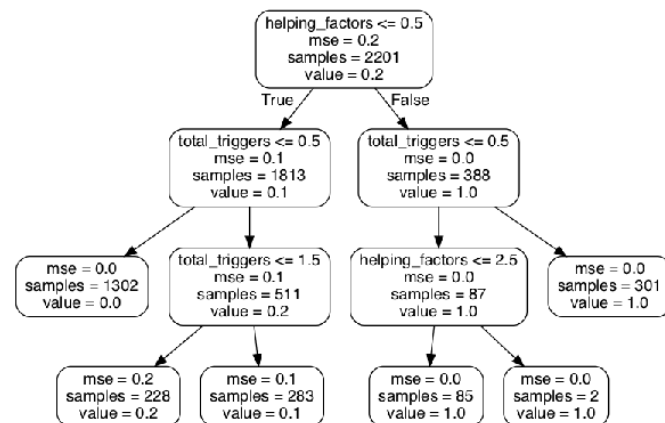 helping_factors <= 0.5
mse = 0.2
samples = 2201
value = 0.2
True
False
total_triggers <= 0.5
mse = 0.1
samples = 1813
value = 0.1
total_triggers <= 0.5
mse = 0.0
samples = 388
value = 1.0
mse = 0.0
samples = 1302
value = 0.0
total_triggers <= 1.5
mse = 0.1
samples = 511
value = 0.2
helping_factors <= 2.5
mse = 0.0
samples = 87
value = 1.0
mse = 0.0
samples = 301
value = 1.0
mse = 0.2
samples = 228
value = 0.2
mse = 0.1
samples = 283
value = 0.1
mse = 0.0
samples = 85
value = 1.0
mse = 0.0
samples = 2
value = 1.0